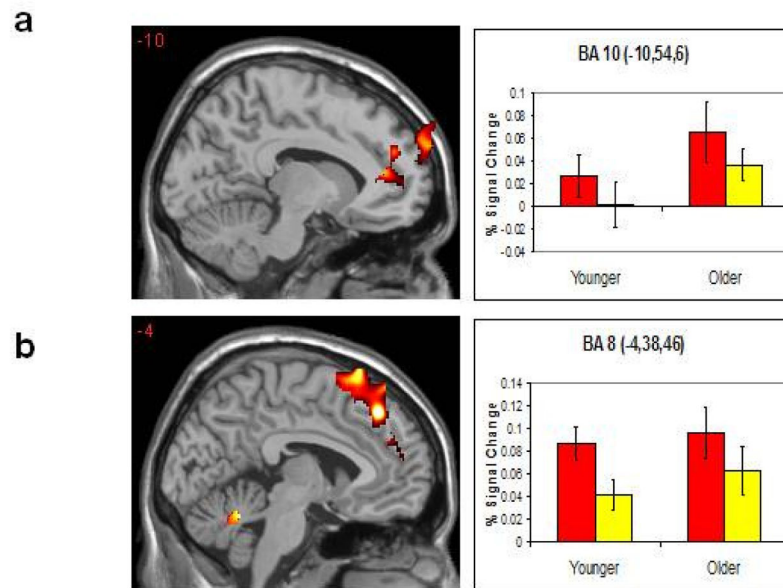 a
-10
BA 10 (-10,54,6)
% Signal Change
0.1
0.08
0.06
0.04
0.02
0
-0.02
-0.04
Younger Older
b
-4
BA 8 (-4,38,46)
% Signal Change
0.14
0.12
0.1
0.08
0.06
0.04
0.02
0
Younger Older